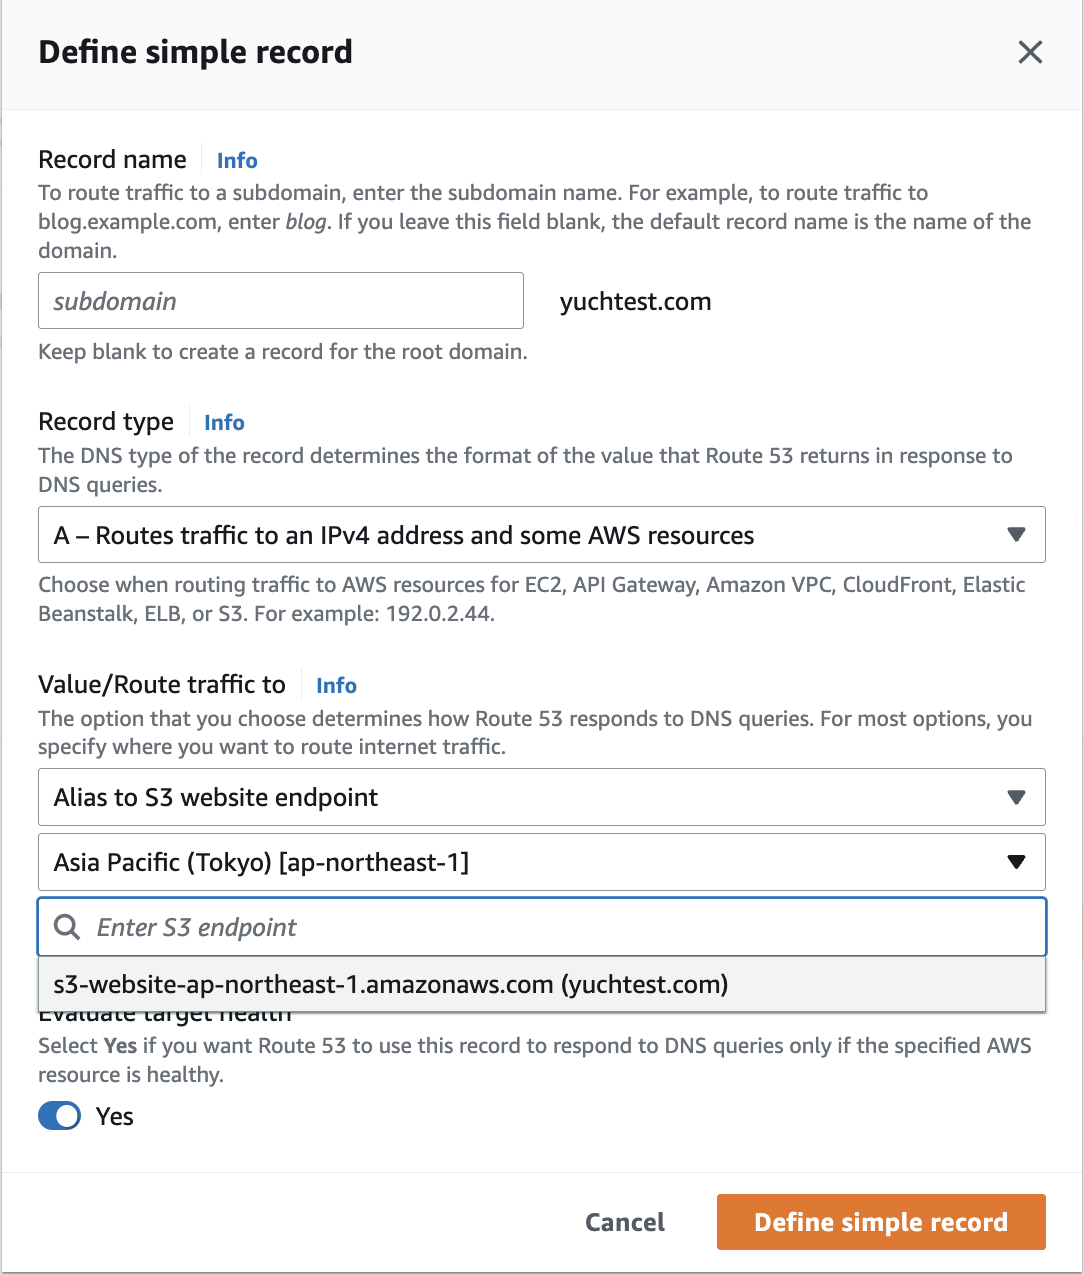 Define simple record
Record name
Info
To route traffic to a subdomain, enter the subdomain name. For example, to route traffic to
blog.example.com, enter blog. If you leave this field blank, the default record name is the name of the
domain.
subdomain
yuchtest.com
Keep blank to create a record for the root domain.
Record type
Info
The DNS type of the record determines the format of the value that Route 53 returns in response to
DNS queries.
A – Routes traffic to an IPv4 address and some AWS resources
Choose when routing traffic to AWS resources for EC2, API Gateway, Amazon VPC, CloudFront, Elastic
Beanstalk, ELB, or S3. For example: 192.0.2.44.
Value/Route traffic to
Info
The option that you choose determines how Route 53 responds to DNS queries. For most options, you
specify where you want to route internet traffic.
Alias to S3 website endpoint
Asia Pacific (Tokyo) [ap-northeast-1]
Enter S3 endpoint
s3-website-ap-northeast-1.amazonaws.com (yuchtest.com)
Evaluate target health
Select Yes if you want Route 53 to use this record to respond to DNS queries only if the specified AWS
resource is healthy.
Yes
Cancel
Define simple record